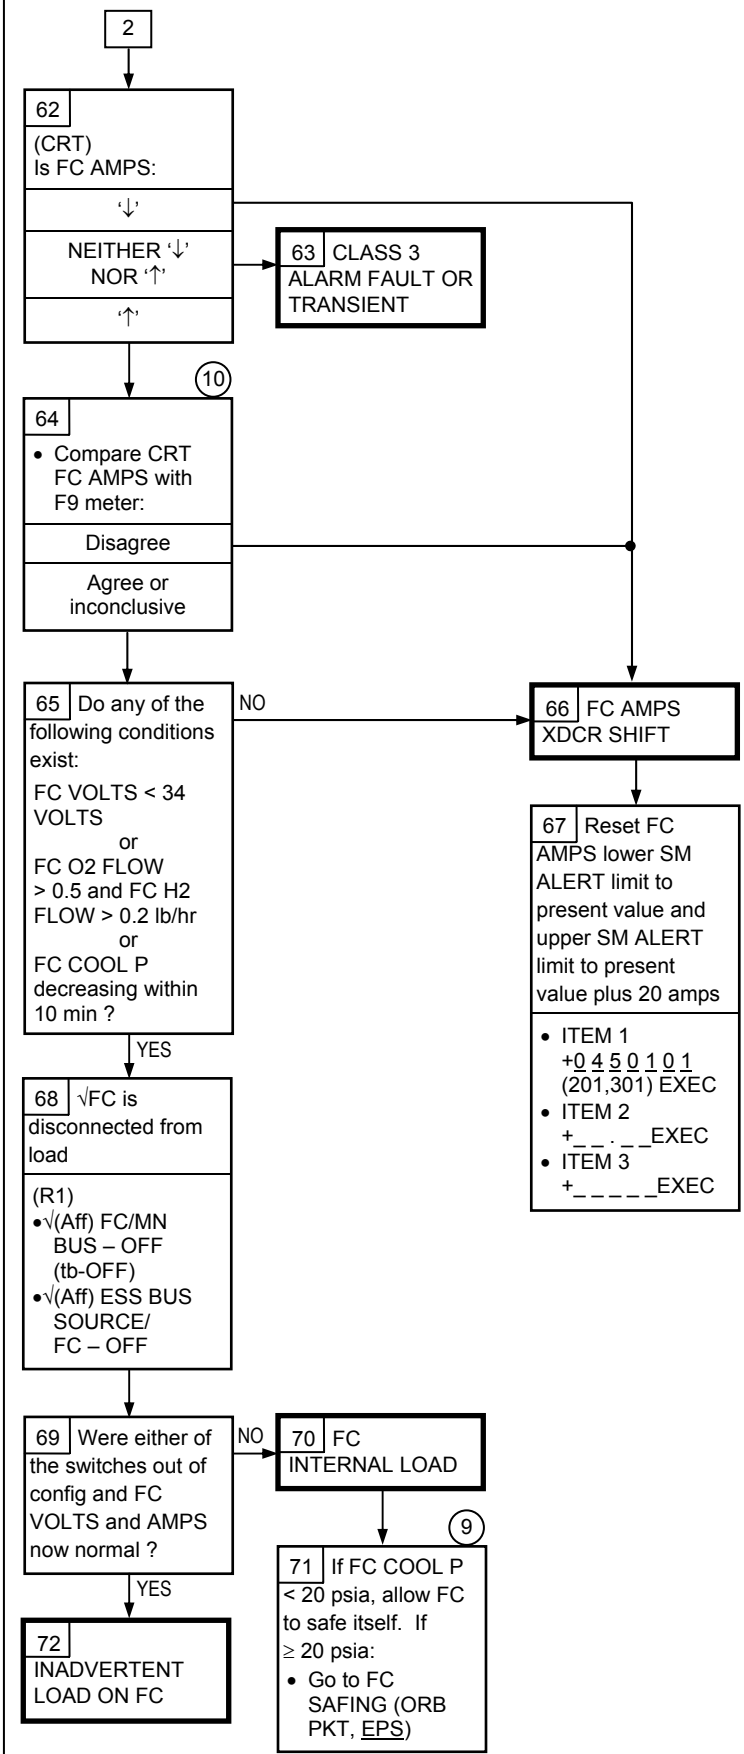 2
62
(CRT)
Is FC AMPS:
‘↓’
NEITHER ‘↓’
NOR ‘↑’
‘↑’
63 CLASS 3
ALARM FAULT OR
TRANSIENT
10
64
• Compare CRT
FC AMPS with
F9 meter:
Disagree
Agree or
inconclusive
65 Do any of the
following conditions
exist:
FC VOLTS < 34
VOLTS
or
FC O2 FLOW
> 0.5 and FC H2
FLOW > 0.2 lb/hr
or
FC COOL P
decreasing within
10 min ?
NO
YES
66 FC AMPS
XDCR SHIFT
67 Reset FC
AMPS lower SM
ALERT limit to
present value and
upper SM ALERT
limit to present
value plus 20 amps
• ITEM 1
+0 4 5 0 1 0 1
(201,301) EXEC
• ITEM 2
+_ _ . _ _EXEC
• ITEM 3
+_ _ _ _ _EXEC
68 √FC is
disconnected from
load
(R1)
•√(Aff) FC/MN
BUS – OFF
(tb-OFF)
•√(Aff) ESS BUS
SOURCE/
FC – OFF
69 Were either of
the switches out of
config and FC
VOLTS and AMPS
now normal ?
NO
YES
70 FC
INTERNAL LOAD
9
71 If FC COOL P
< 20 psia, allow FC
to safe itself. If
≥ 20 psia:
• Go to FC
SAFING (ORB
PKT, EPS)
72
INADVERTENT
LOAD ON FC